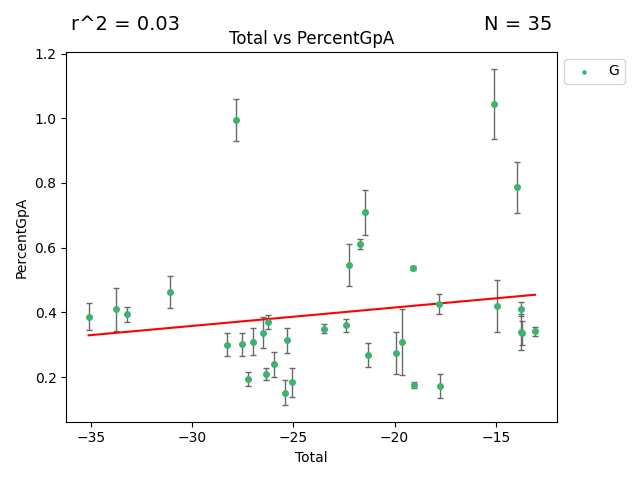 r^2 = 0.03
N = 35
Total vs PercentGpA
G
PercentGpA
1.2
1.0
0.8
0.6
0.4
0.2
−35
−30
−25
−20
−15
Total